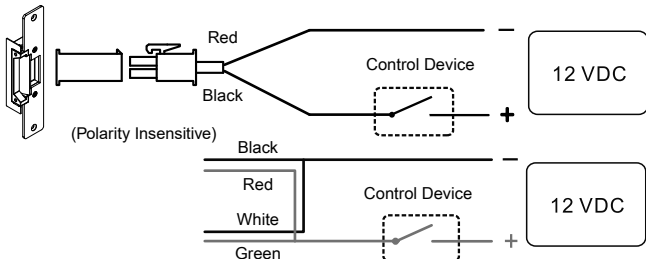 Red
−
Control Device
12 VDC
Black
+
(Polarity Insensitive)
Black
−
Red
Control Device
12 VDC
White
+
Green